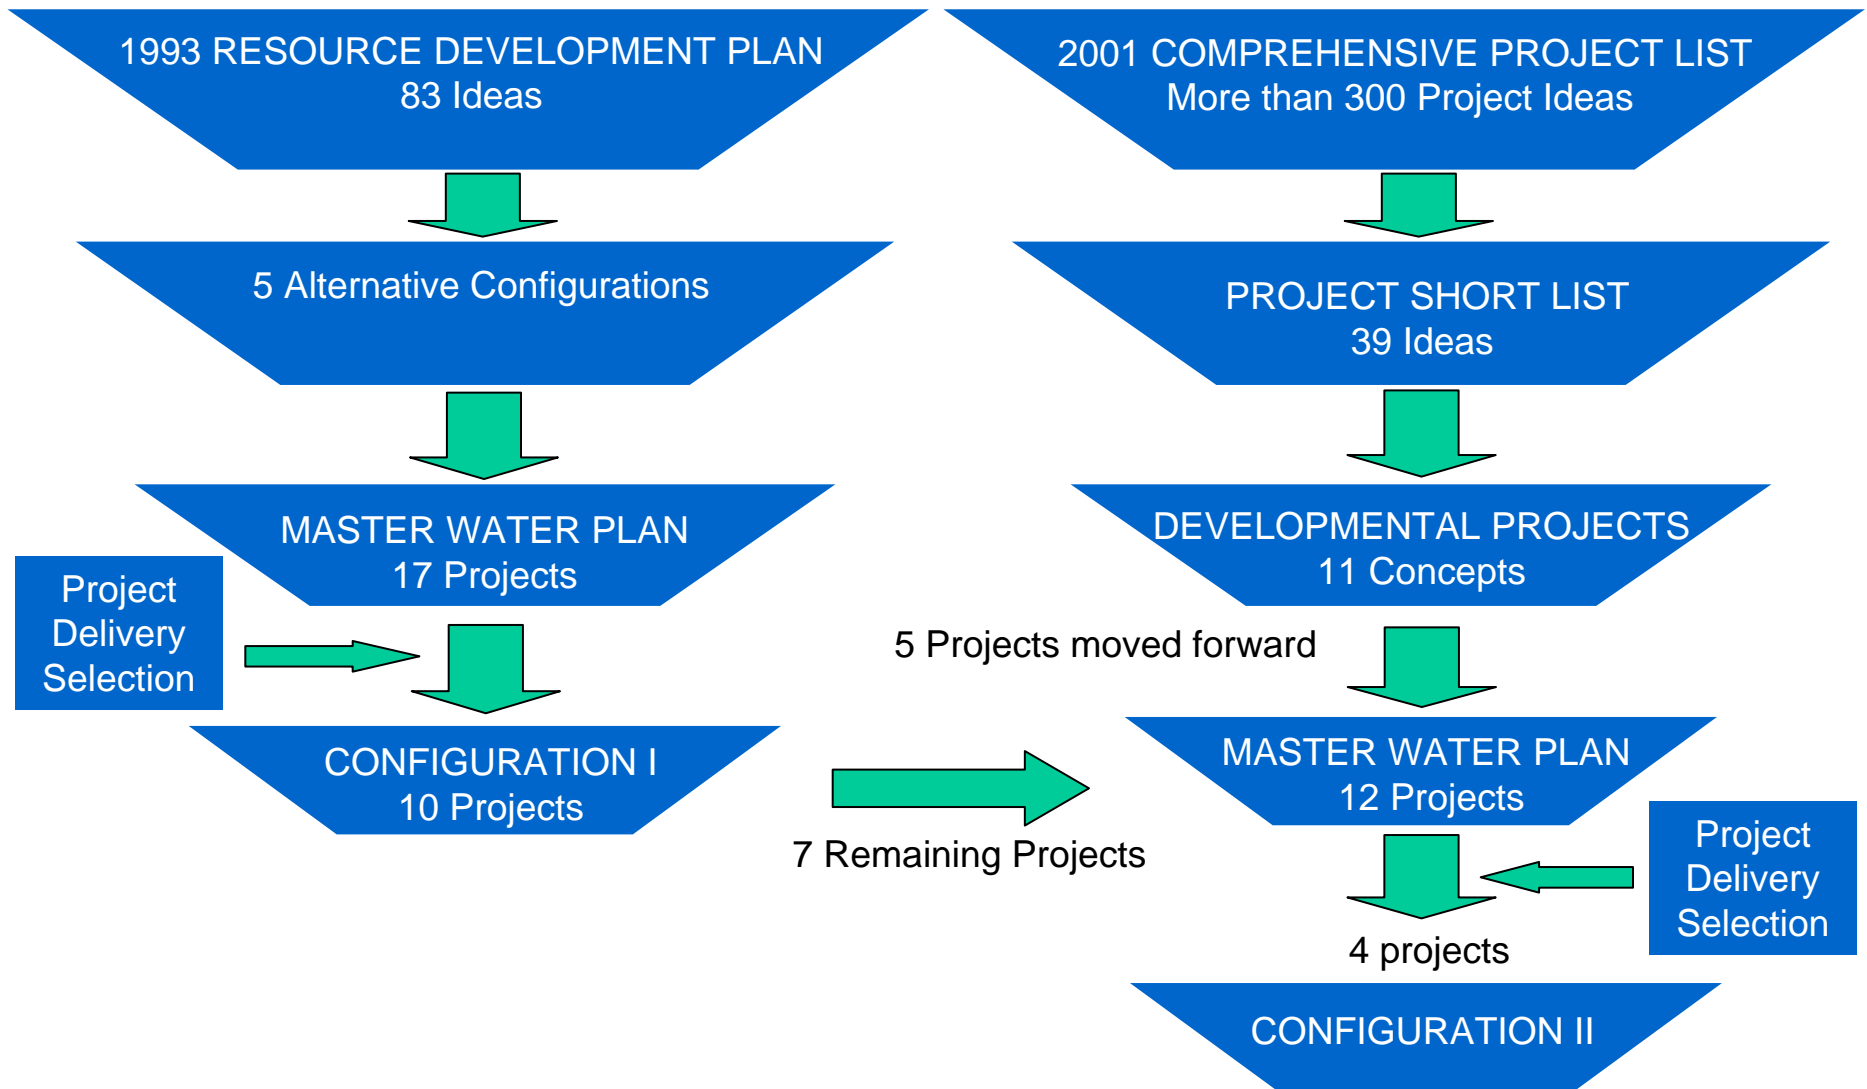 1993 RESOURCE DEVELOPMENT PLAN
83 Ideas
5 Alternative Configurations
MASTER WATER PLAN
17 Projects
Project
Delivery
Selection
CONFIGURATION I
10 Projects
7 Remaining Projects
2001 COMPREHENSIVE PROJECT LIST
More than 300 Project Ideas
PROJECT SHORT LIST
39 Ideas
DEVELOPMENTAL PROJECTS
11 Concepts
5 Projects moved forward
MASTER WATER PLAN
12 Projects
Project
Delivery
Selection
4 projects
CONFIGURATION II